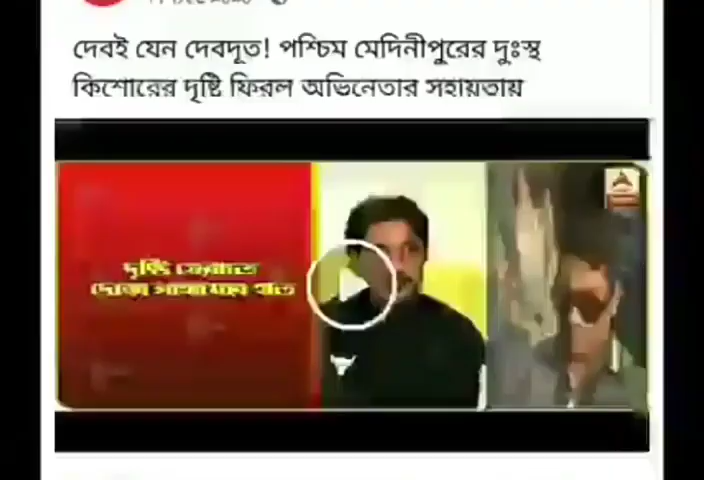 দেবই যেন দেবদূত! পশ্চিম মেদিনীপুরের দুঃস্থ
কিশোরের দৃষ্টি ফিরল অভিনেতার সহায়তায়
দৃষ্টি ফেরাতে